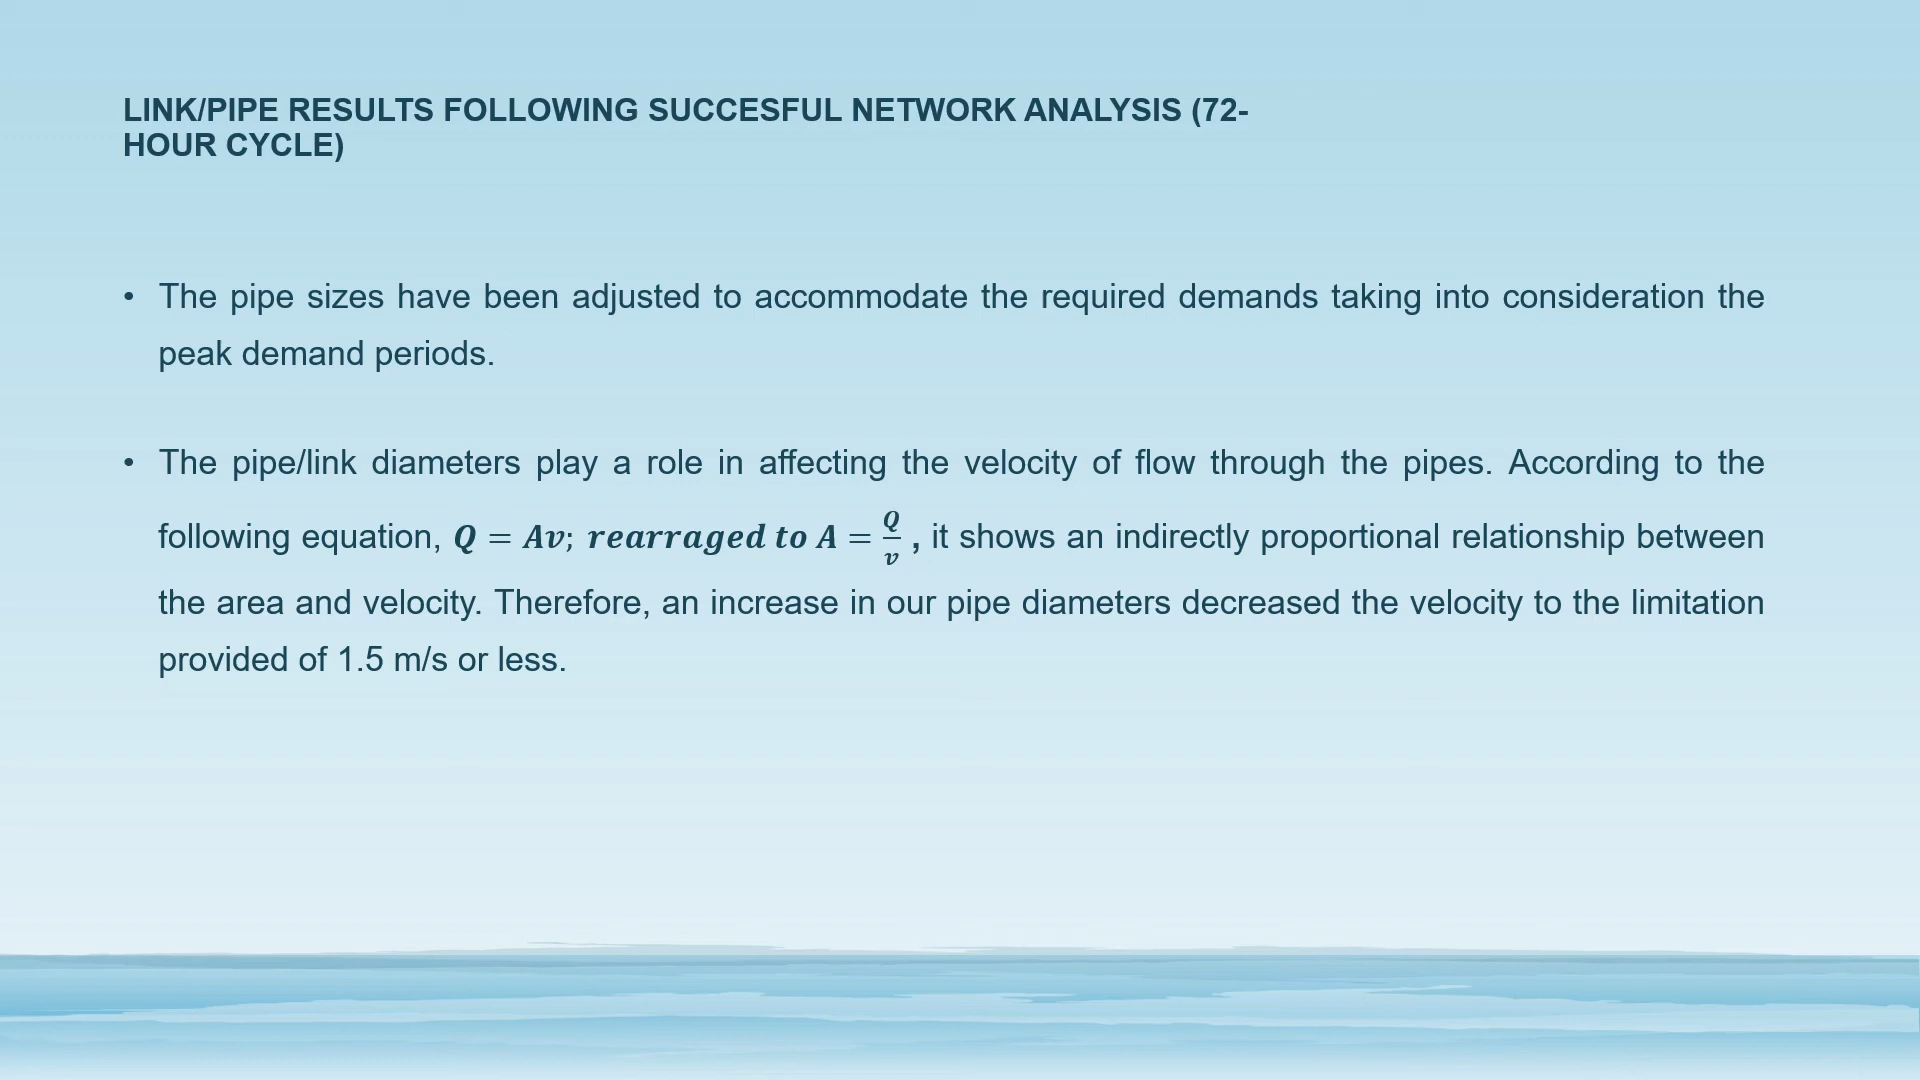 LINK/PIPE RESULTS FOLLOWING SUCCESFUL NETWORK ANALYSIS (72-
HOUR CYCLE)
• The pipe sizes have been adjusted to accommodate the required demands taking into consideration the
peak demand periods.
• The pipe/link diameters play a role in affecting the velocity of flow through the pipes. According to the
following equation, Q = Av; rearraged to A = Q/v , it shows an indirectly proportional relationship between
the area and velocity. Therefore, an increase in our pipe diameters decreased the velocity to the limitation
provided of 1.5 m/s or less.